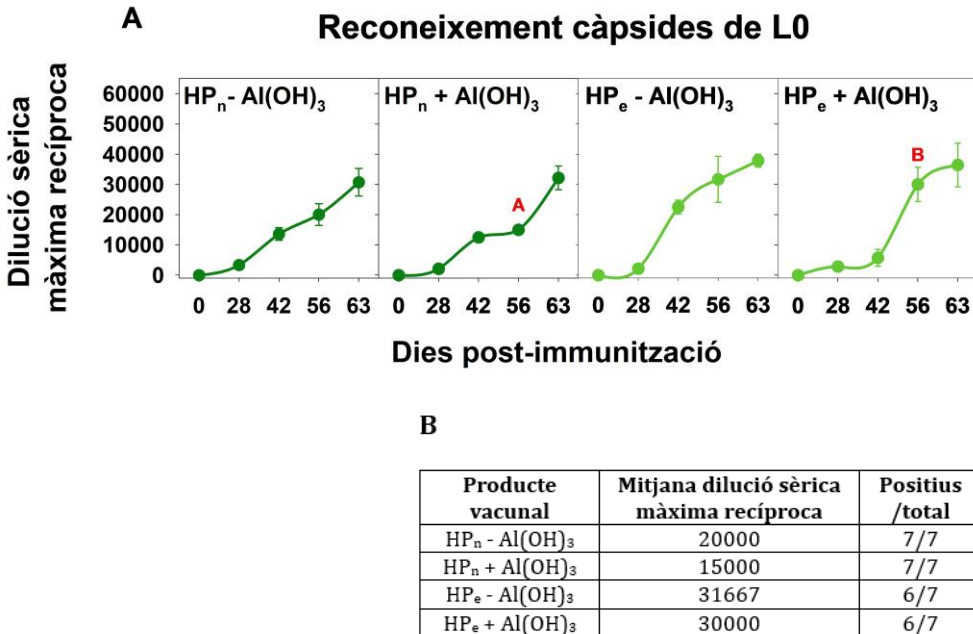 A
Reconeixement càpsides de L0
Dilució sèrica
màxima recíproca
HPn- Al(OH)3
HPn + Al(OH)3
HPe - Al(OH)3
HPe + Al(OH)3
60000
50000
40000
30000
20000
10000
0
A
B
0 28 42 56 63
0 28 42 56 63
0 28 42 56 63
0 28 42 56 63
Dies post-immunització
B
Producte vacunal
Mitjana dilució sèrica màxima recíproca
Positius /total
HPn - Al(OH)3 20000 7/7
HPn + Al(OH)3 15000 7/7
HPe - Al(OH)3 31667 6/7
HPe + Al(OH)3 30000 6/7